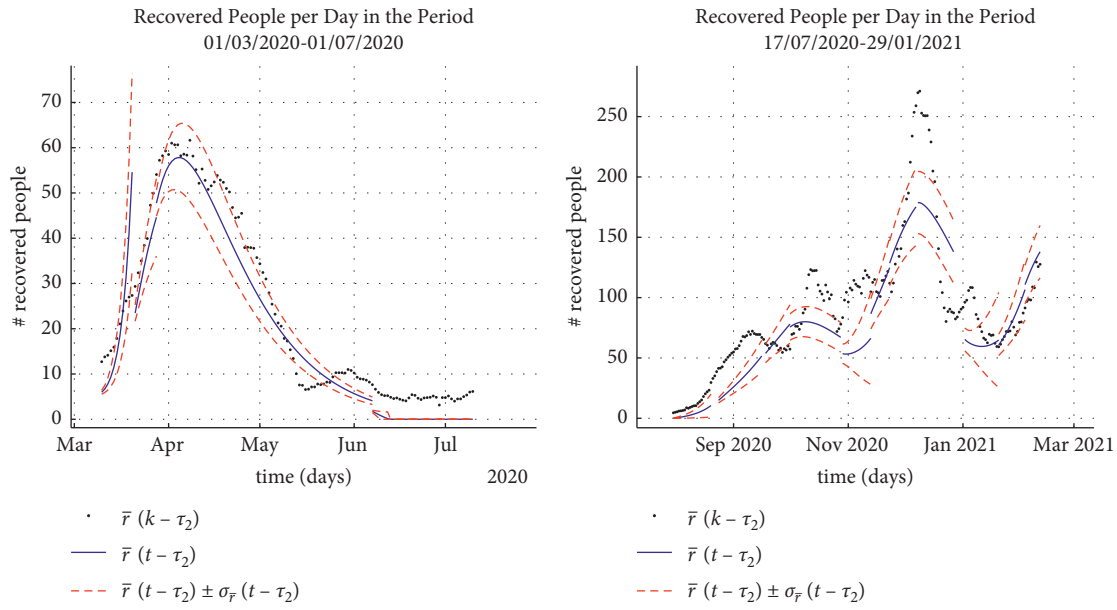 Recovered People per Day in the Period
01/03/2020-01/07/2020
# recovered people
70
60
50
40
30
20
10
0
Mar
Apr
May
Jun
Jul
time (days)
2020
r̅ (k – τ₂)
r̅ (t – τ₂)
r̅ (t – τ₂) ± σr̅ (t – τ₂)
Recovered People per Day in the Period
17/07/2020-29/01/2021
# recovered people
250
200
150
100
50
0
Sep 2020
Nov 2020
Jan 2021
Mar 2021
time (days)
r̅ (k – τ₂)
r̅ (t – τ₂)
r̅ (t – τ₂) ± σr̅ (t – τ₂)